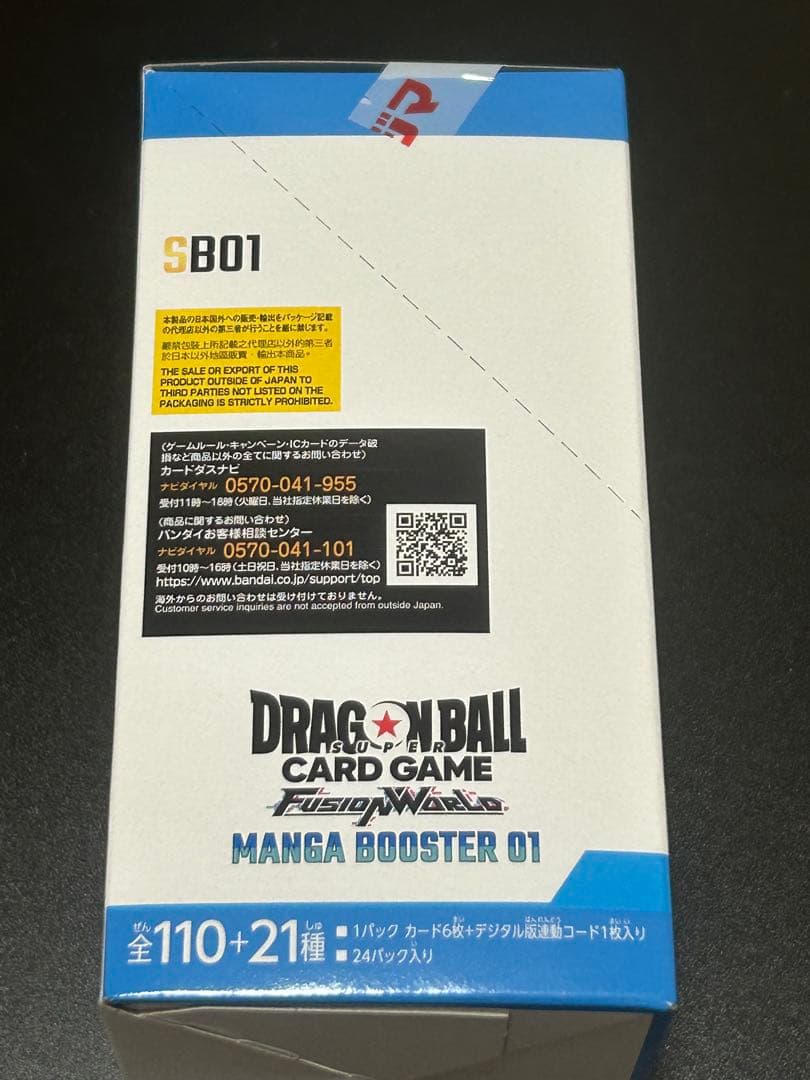 SB01
本製品の日本国外への販売・輸出をパッケージ記載
の代理店以外の第三者が行うことを厳に禁じます。
嚴禁包裝上所記載之代理店以外的第三者
於日本以外地區販賣・輸出本商品。
THE SALE OR EXPORT OF THIS
PRODUCT OUTSIDE OF JAPAN TO
THIRD PARTIES NOT LISTED ON THE
PACKAGING IS STRICTLY PROHIBITED.
〈ゲームルール・キャンペーン・ICカードのデータ破
損など商品以外の全てに関するお問い合わせ〉
カードダスナビ
ナビダイヤル 0570-041-955
受付11時〜18時(火曜日、当社指定休業日を除く)
〈商品に関するお問い合わせ〉
バンダイお客様相談センター
ナビダイヤル 0570-041-101
受付10時〜16時(土日祝日、当社指定休業日を除く)
https://www.bandai.co.jp/support/top
海外からのお問い合わせは受け付けておりません。
Customer service inquiries are not accepted from outside Japan.
DRAGON BALL
SUPER
CARD GAME
FUSION WORLD
MANGA BOOSTER 01
全110+21種
ぜん しゅ
■1パック カード6枚+デジタル版連動コード1枚入り
■24パック入り